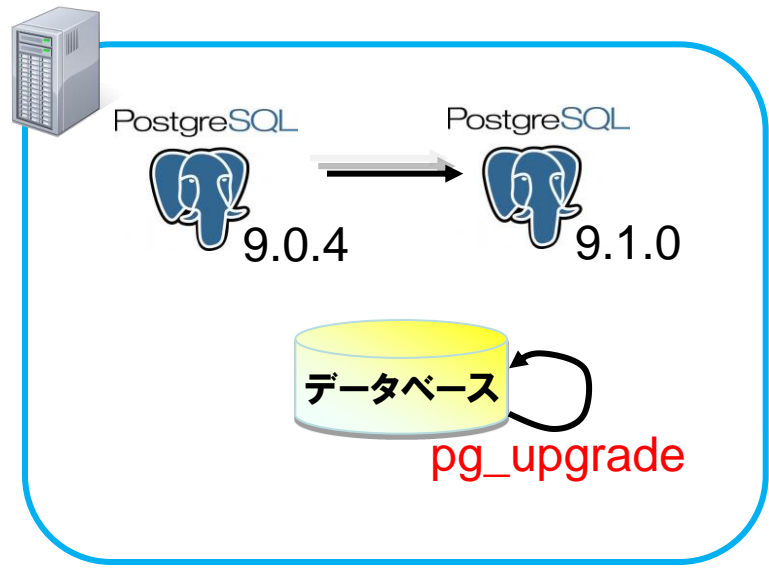 PostgreSQL
PostgreSQL
9.0.4
9.1.0
データベース
pg_upgrade